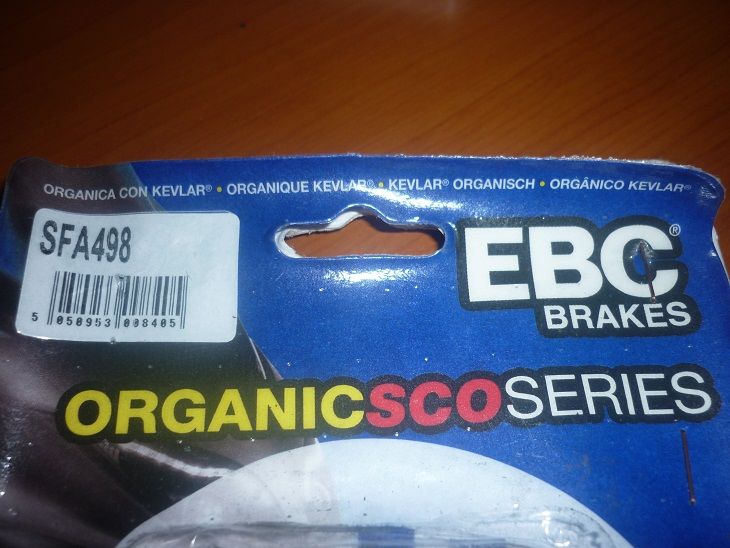 ORGANICA CON KEVLAR® • ORGANIQUE KEVLAR® • KEVLAR® ORGANISCH • ORGÂNICO KEVLAR®
SFA498
5 050953 008405
EBC®
BRAKES
ORGANICSCOSERIES